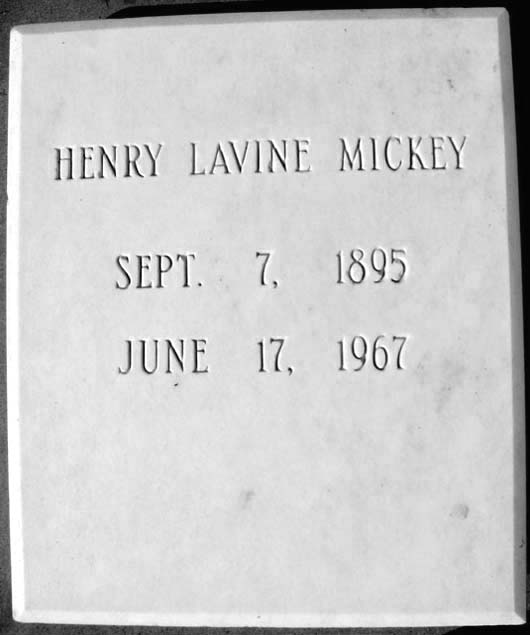 HENRY LAVINE MICKEY
SEPT. 7, 1895
JUNE 17, 1967